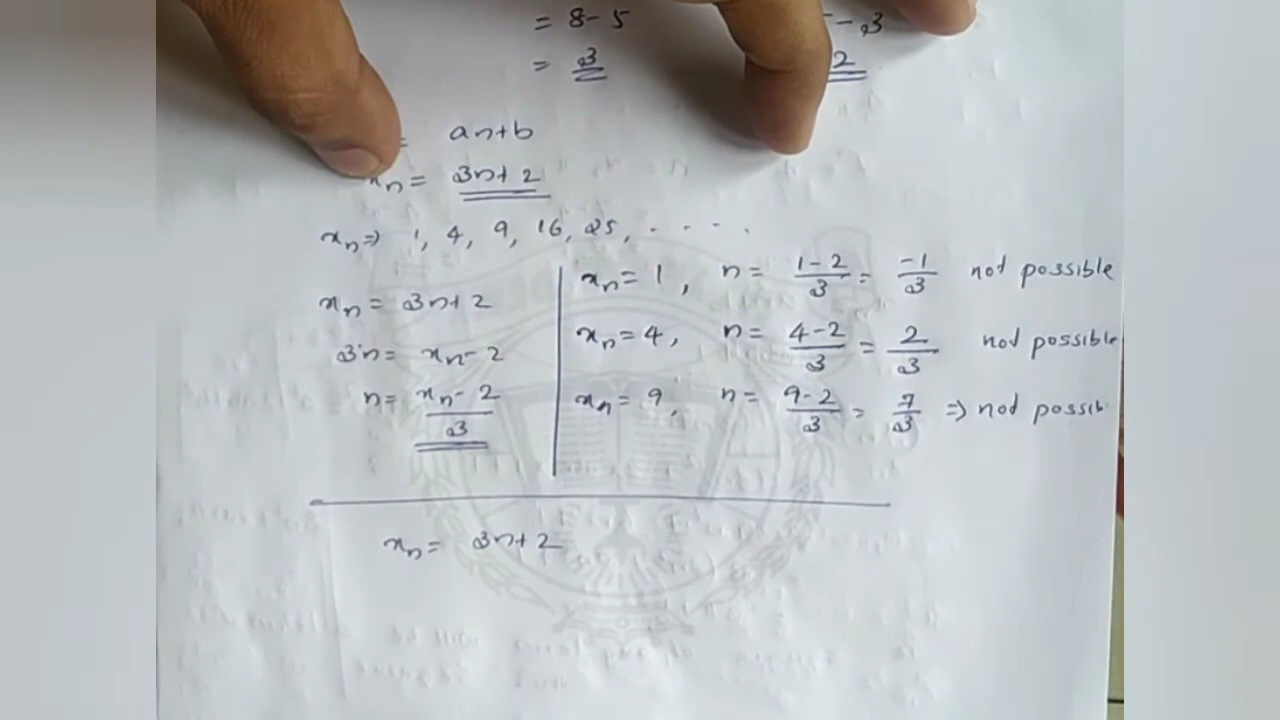 = 8-5 - 3
= 3 2
= an+b
xn = 3n+2
xn ⇒ 1, 4, 9, 16, 25, - - - -
xn = 3n+2
3n = xn-2
n = xn-2/3
xn = 1, n = 1-2/3 = -1/3 not possible
xn = 4, n = 4-2/3 = 2/3 not possible
xn = 9, n = 9-2/3 = 7/3 ⇒ not possib
xn = 3n+2